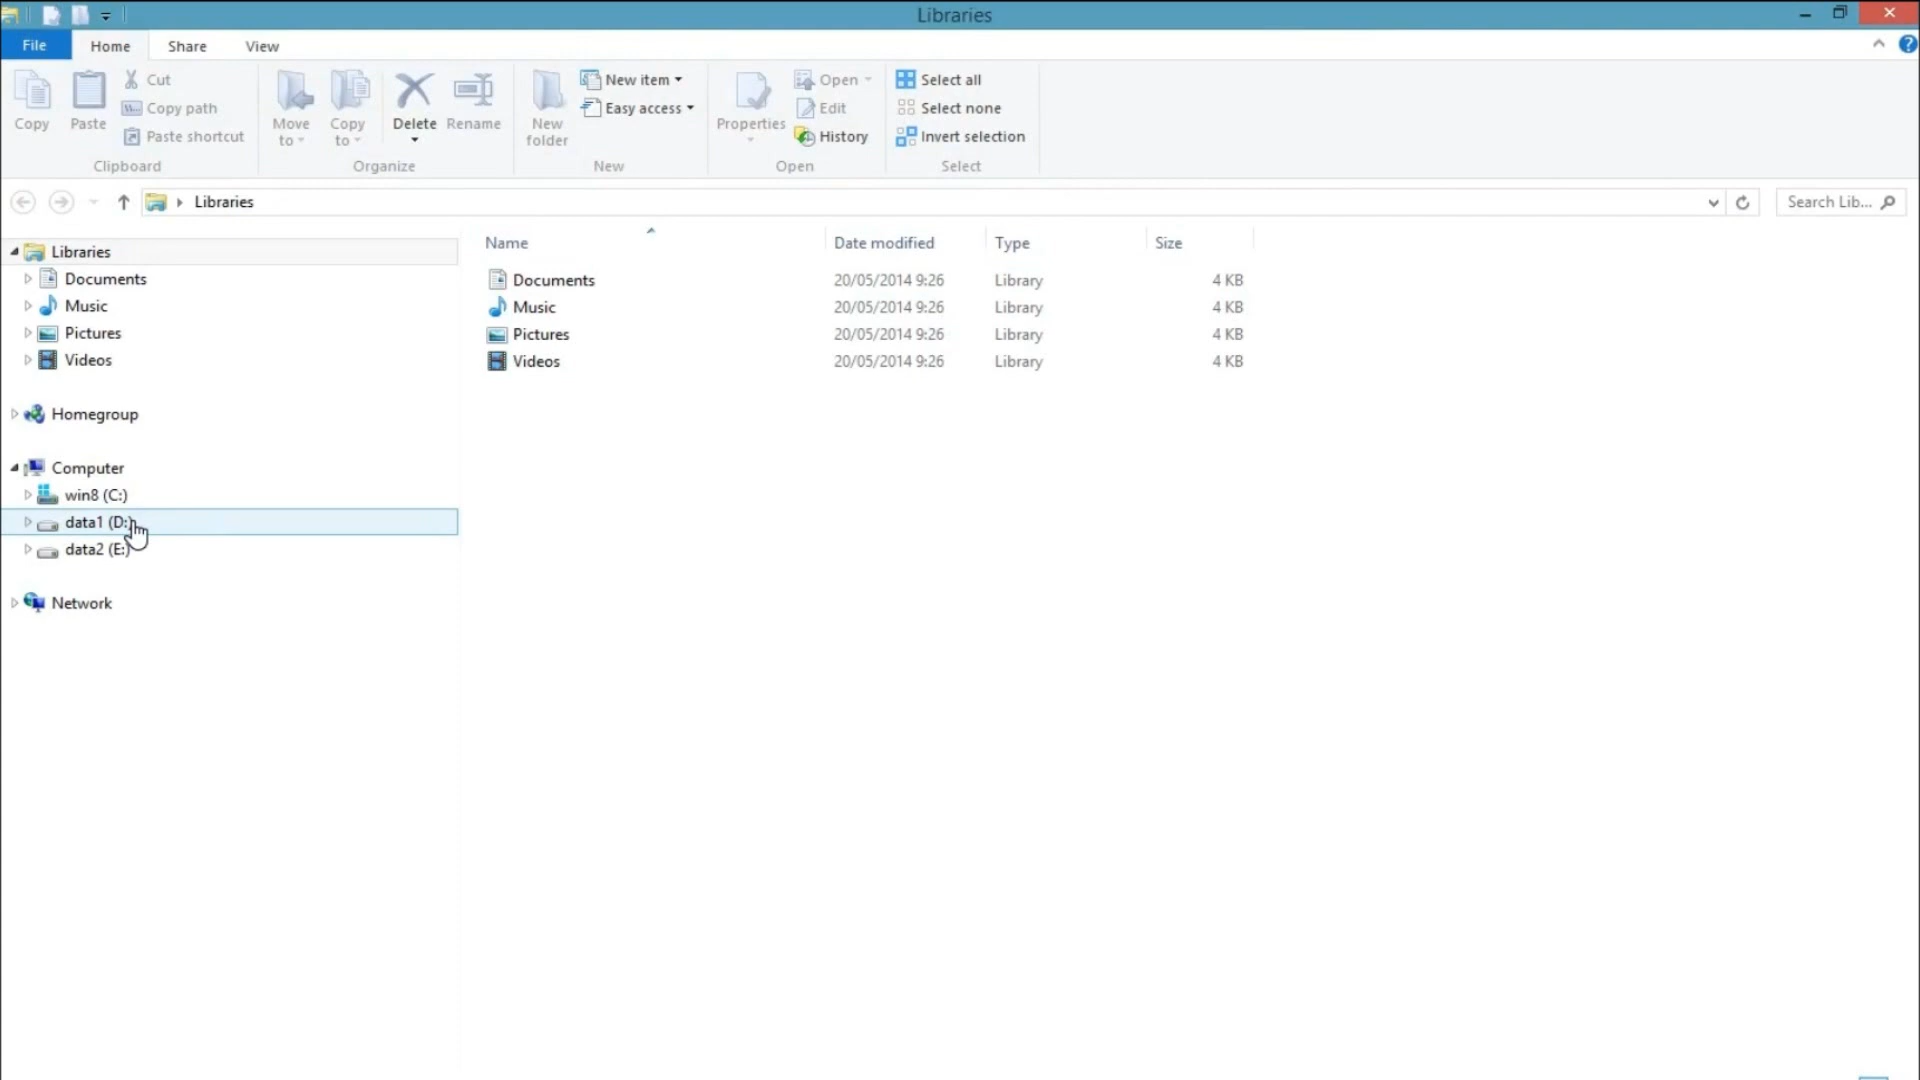 Libraries
File Home Share View
Copy
Paste
Cut
Copy path
Paste shortcut
Clipboard
Move to
Copy to
Delete
Rename
Organize
New folder
New item
Easy access
New
Properties
Open
Edit
History
Open
Select all
Select none
Invert selection
Select
Libraries
Search Lib...
Libraries
Documents
Music
Pictures
Videos
Homegroup
Computer
win8 (C:)
data1 (D:)
data2 (E:)
Network
Name Date modified Type Size
Documents 20/05/2014 9:26 Library 4 KB
Music 20/05/2014 9:26 Library 4 KB
Pictures 20/05/2014 9:26 Library 4 KB
Videos 20/05/2014 9:26 Library 4 KB